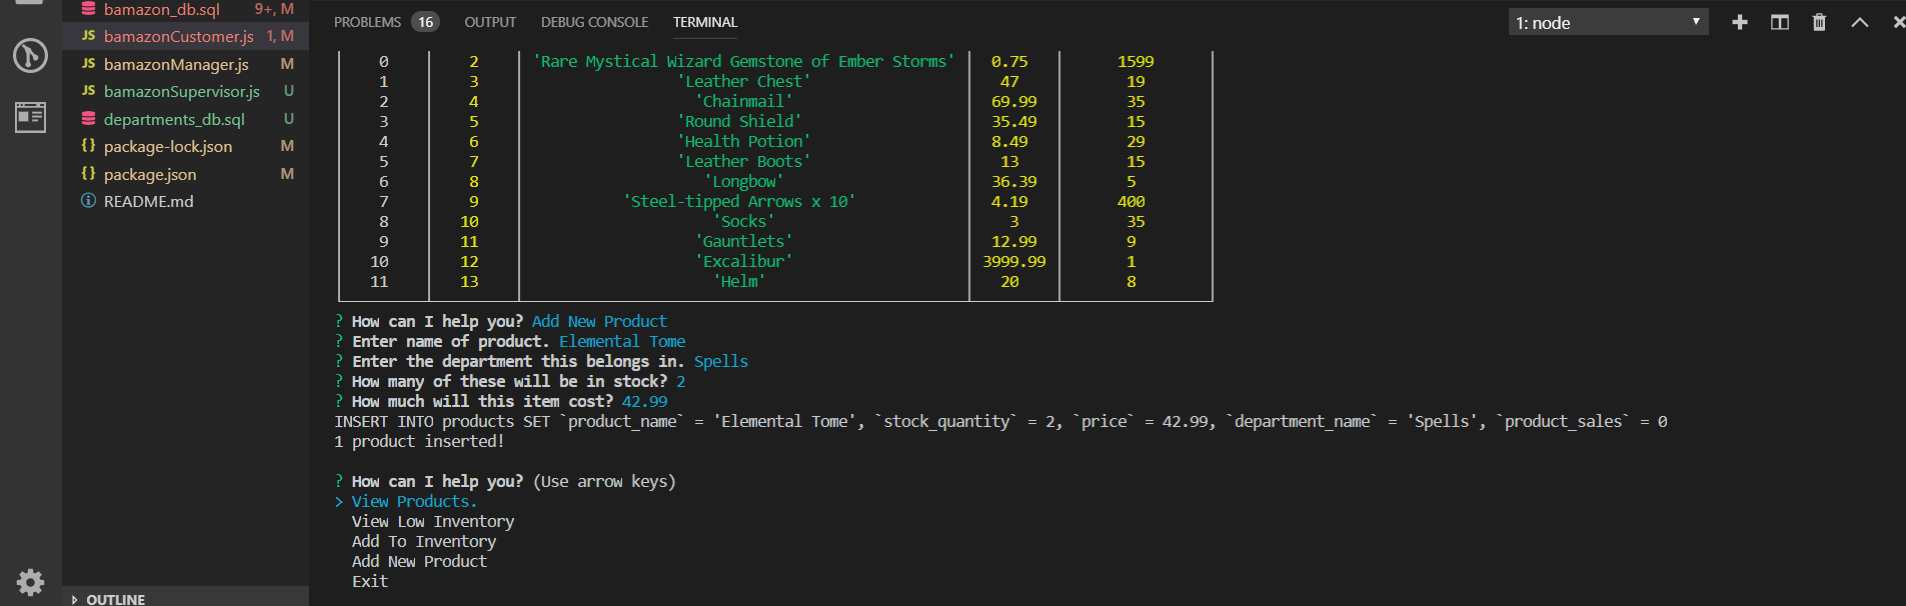 bamazon_db.sql 9+, M
JS bamazonCustomer.js 1, M
JS bamazonManager.js M
JS bamazonSupervisor.js U
departments_db.sql U
{} package-lock.json M
{} package.json M
README.md
OUTLINE
PROBLEMS 16 OUTPUT DEBUG CONSOLE TERMINAL 1: node
0 2 'Rare Mystical Wizard Gemstone of Ember Storms' 0.75 1599
1 3 'Leather Chest' 47 19
2 4 'Chainmail' 69.99 35
3 5 'Round Shield' 35.49 15
4 6 'Health Potion' 8.49 29
5 7 'Leather Boots' 13 15
6 8 'Longbow' 36.39 5
7 9 'Steel-tipped Arrows x 10' 4.19 400
8 10 'Socks' 3 35
9 11 'Gauntlets' 12.99 9
10 12 'Excalibur' 3999.99 1
11 13 'Helm' 20 8
? How can I help you? Add New Product
? Enter name of product. Elemental Tome
? Enter the department this belongs in. Spells
? How many of these will be in stock? 2
? How much will this item cost? 42.99
INSERT INTO products SET `product_name` = 'Elemental Tome', `stock_quantity` = 2, `price` = 42.99, `department_name` = 'Spells', `product_sales` = 0
1 product inserted!
? How can I help you? (Use arrow keys)
> View Products.
View Low Inventory
Add To Inventory
Add New Product
Exit